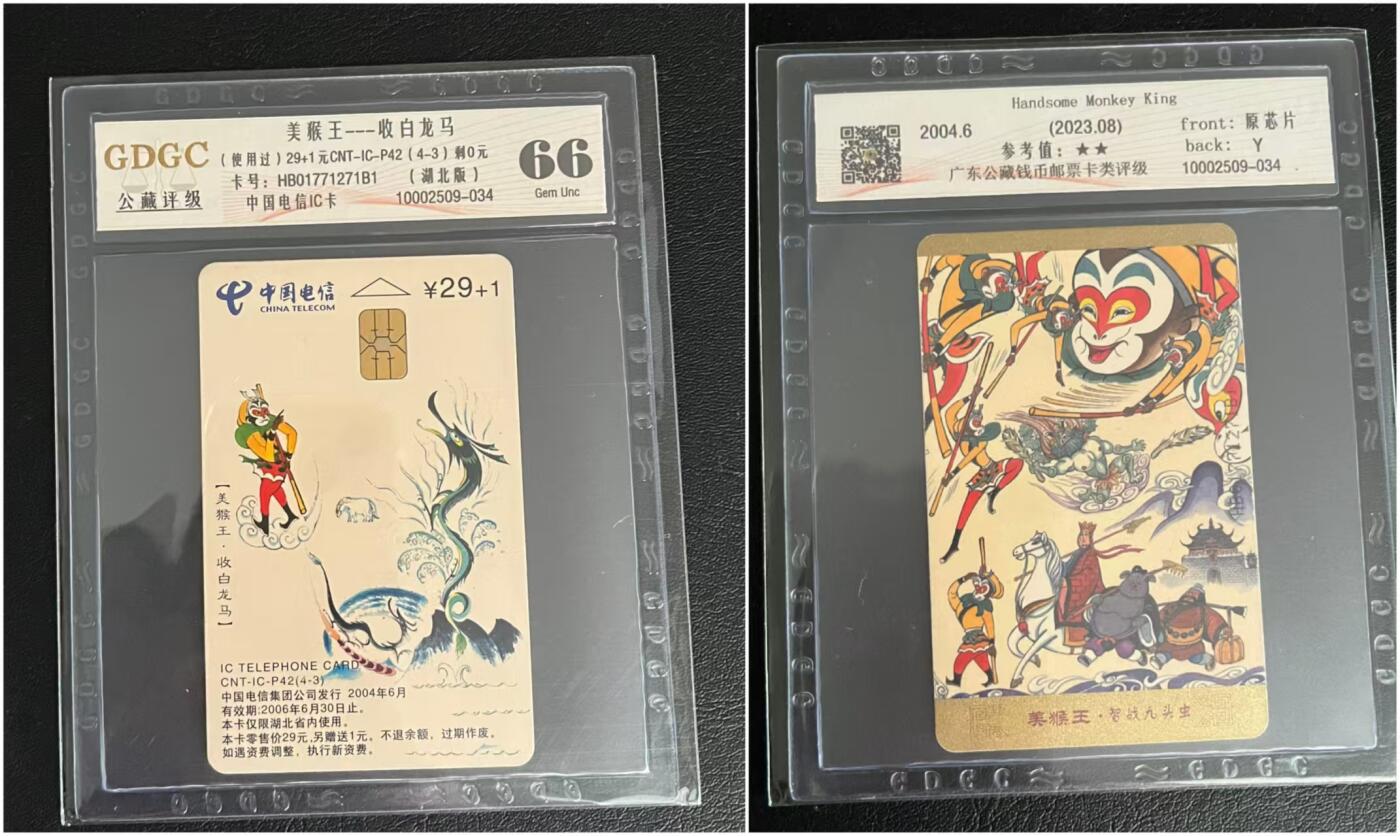 美猴王---收白龙马
GDGC
(使用过) 29+1元CNT-IC-P42 (4-3) 剩0元
66
卡号: HB01771271B1 (湖北版)
Gem Unc
公藏评级
中国电信IC卡
10002509-034
中国电信
CHINA TELECOM
¥29+1
【美猴王·收白龙马】
IC TELEPHONE CARD
CNT-IC-P42(4-3)
中国电信集团公司发行 2004年6月
有效期:2006年6月30日止。
本卡仅限湖北省内使用。
本卡零售价29元,另赠送1元。不退余额，过期作废。
如遇资费调整，执行新资费。
Handsome Monkey King
2004.6
(2023.08)
front: 原芯片
参考值: ★★
back: Y
广东公藏钱币邮票卡类评级
10002509-034
美猴王·智战九头虫